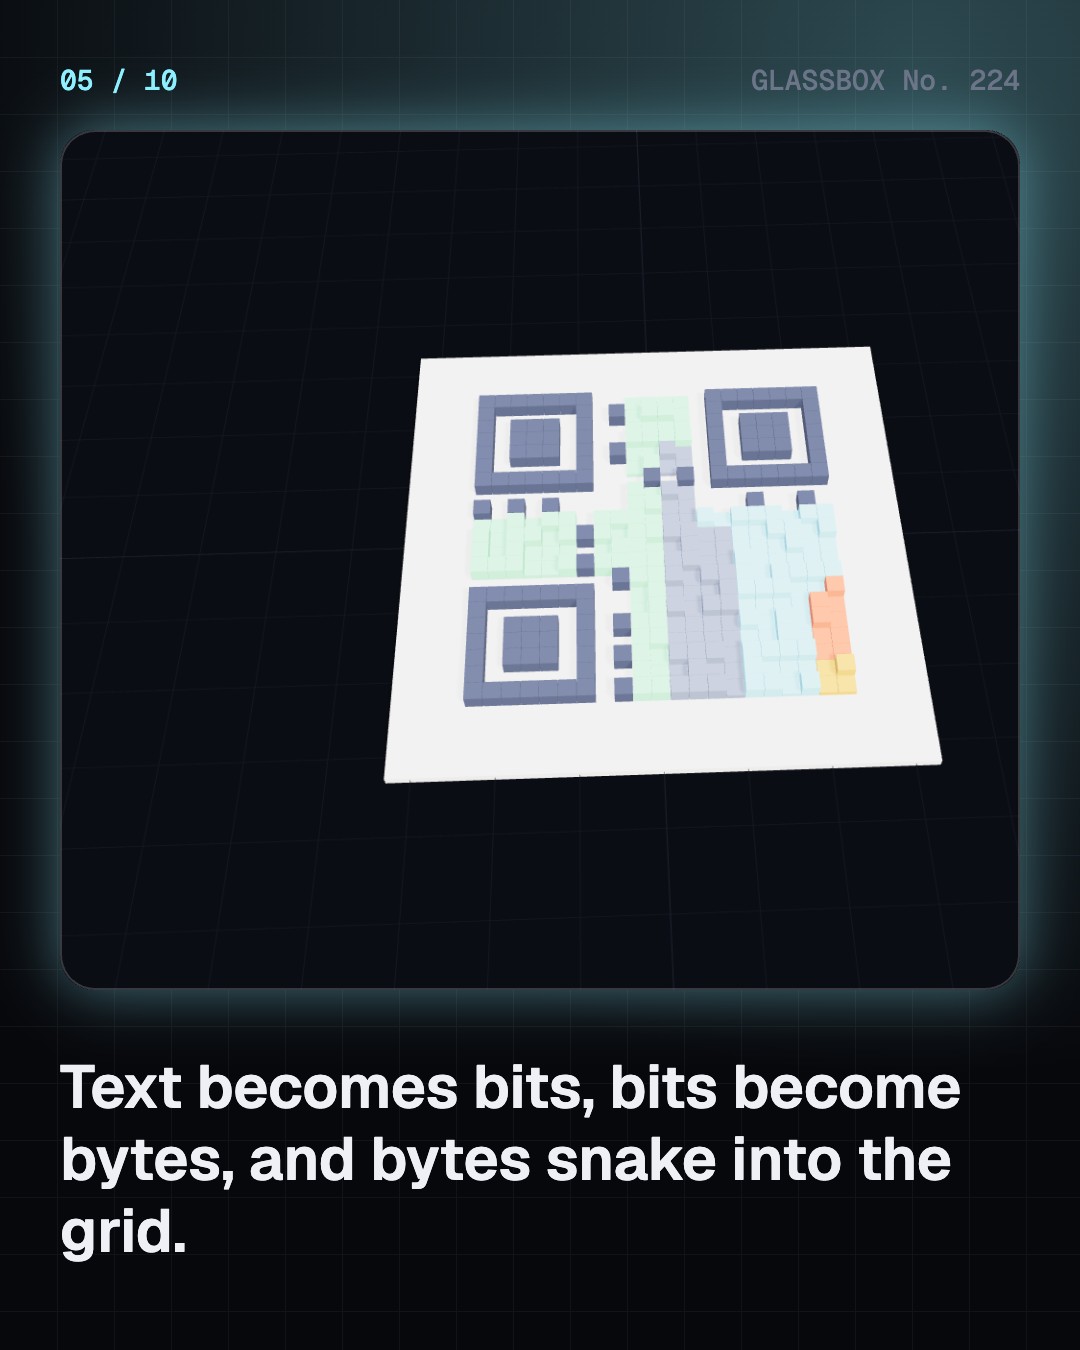 05 / 10
GLASSBOX No. 224
Text becomes bits, bits become
bytes, and bytes snake into the
grid.